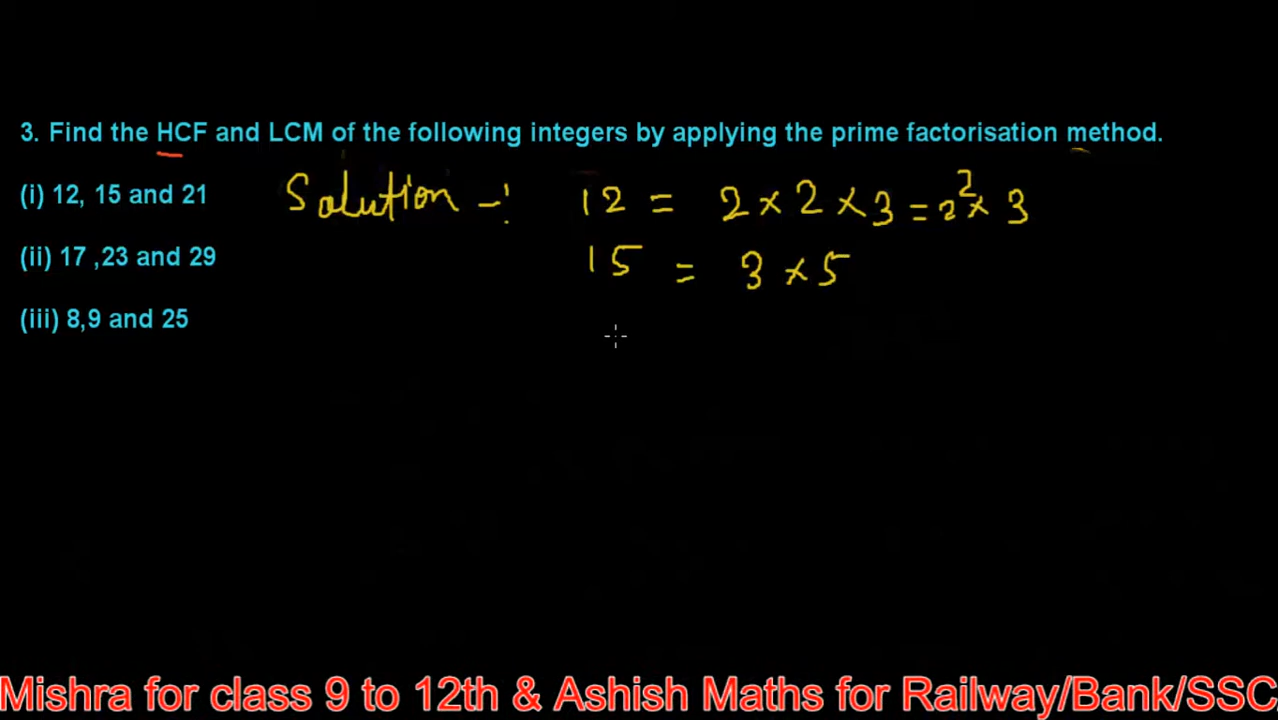 3. Find the HCF and LCM of the following integers by applying the prime factorisation method.
(i) 12, 15 and 21
Solution -: 12 = 2 × 2 × 3 = 2² × 3
(ii) 17 ,23 and 29
15 = 3 × 5
(iii) 8,9 and 25
Mishra for class 9 to 12th & Ashish Maths for Railway/Bank/SSC